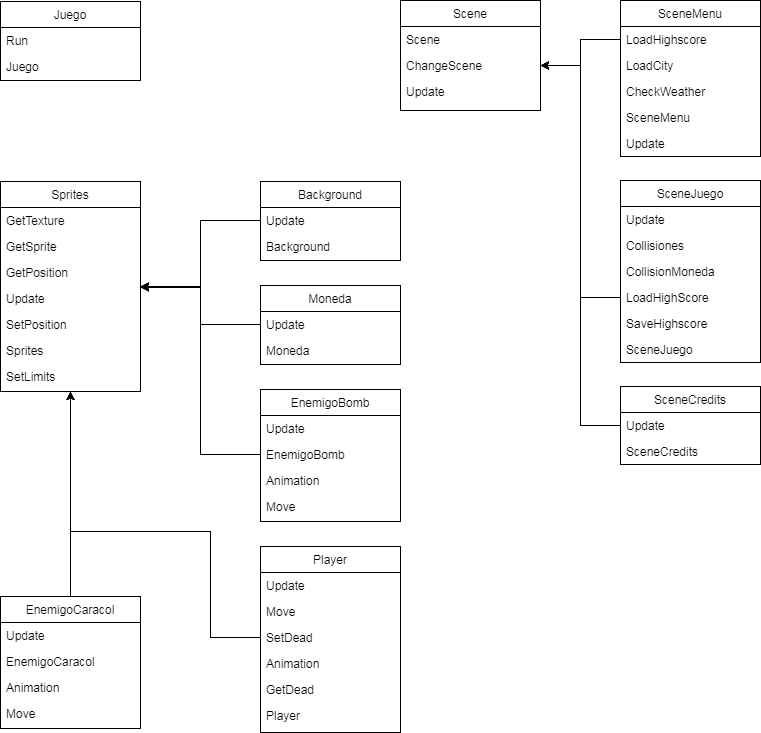 Juego
Run
Juego
Scene
Scene
ChangeScene
Update
SceneMenu
LoadHighscore
LoadCity
CheckWeather
SceneMenu
Update
Sprites
GetTexture
GetSprite
GetPosition
Update
SetPosition
Sprites
SetLimits
Background
Update
Background
SceneJuego
Update
Collisiones
CollisionMoneda
LoadHighScore
SaveHighscore
SceneJuego
Moneda
Update
Moneda
EnemigoBomb
Update
EnemigoBomb
Animation
Move
SceneCredits
Update
SceneCredits
EnemigoCaracol
Update
EnemigoCaracol
Animation
Move
Player
Update
Move
SetDead
Animation
GetDead
Player